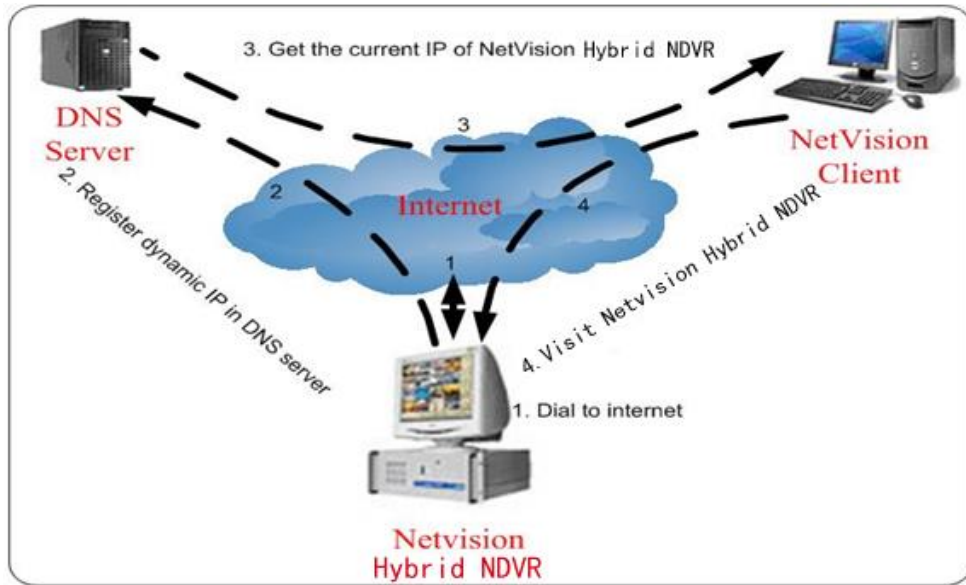 3. Get the current IP of NetVision Hybrid NDVR
DNS
Server
NetVision
Client
3
2
Internet
4
1
2. Register dynamic IP in DNS server
4. Visit Netvision Hybrid NDVR
1. Dial to internet
Netvision
Hybrid NDVR